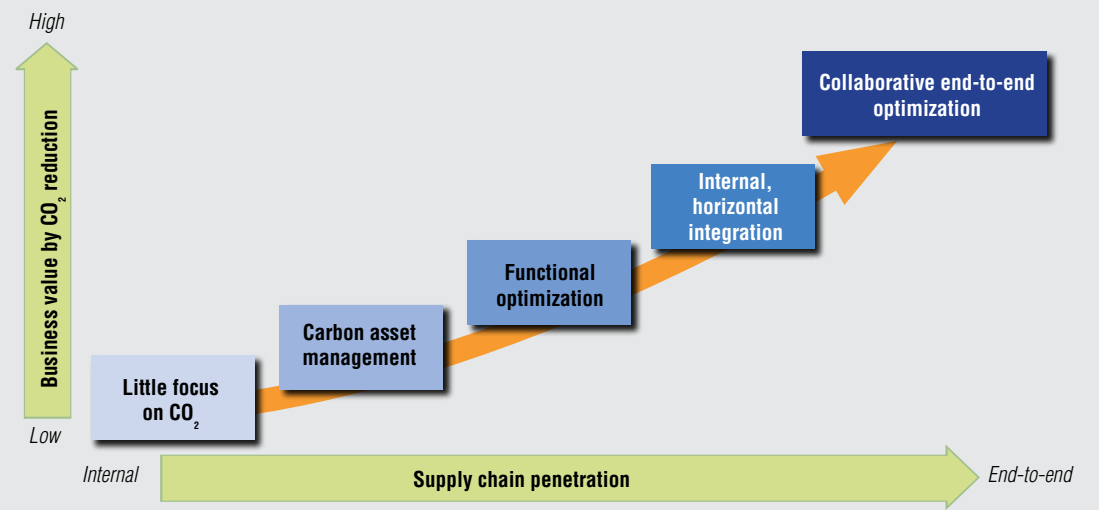 High
Business value by CO₂ reduction
Low
Collaborative end-to-end
optimization
Internal,
horizontal
integration
Functional
optimization
Carbon asset
management
Little focus
on CO₂
Internal
Supply chain penetration
End-to-end